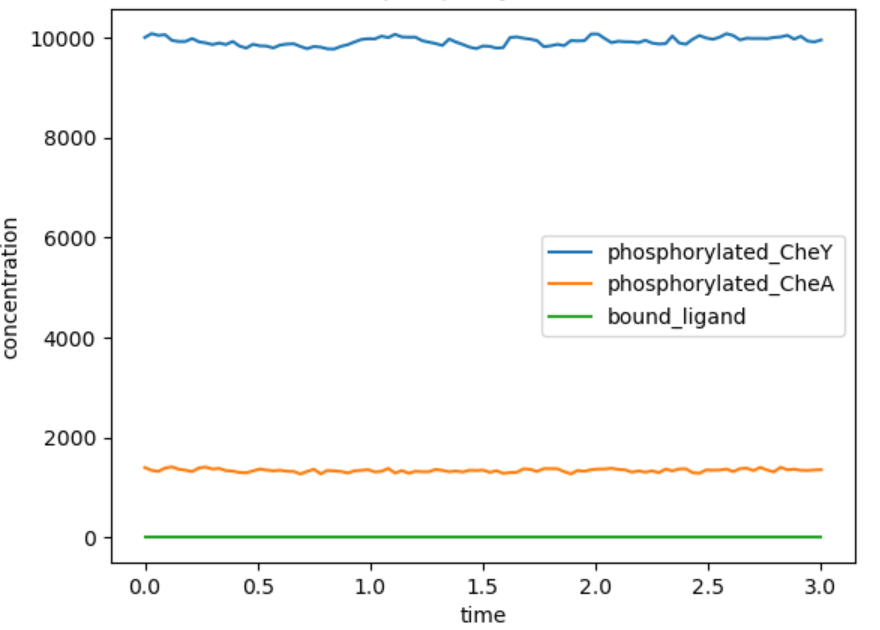 10000
8000
6000
4000
2000
0
concentration
phosphorylated_CheY
phosphorylated_CheA
bound_ligand
0.0 0.5 1.0 1.5 2.0 2.5 3.0
time